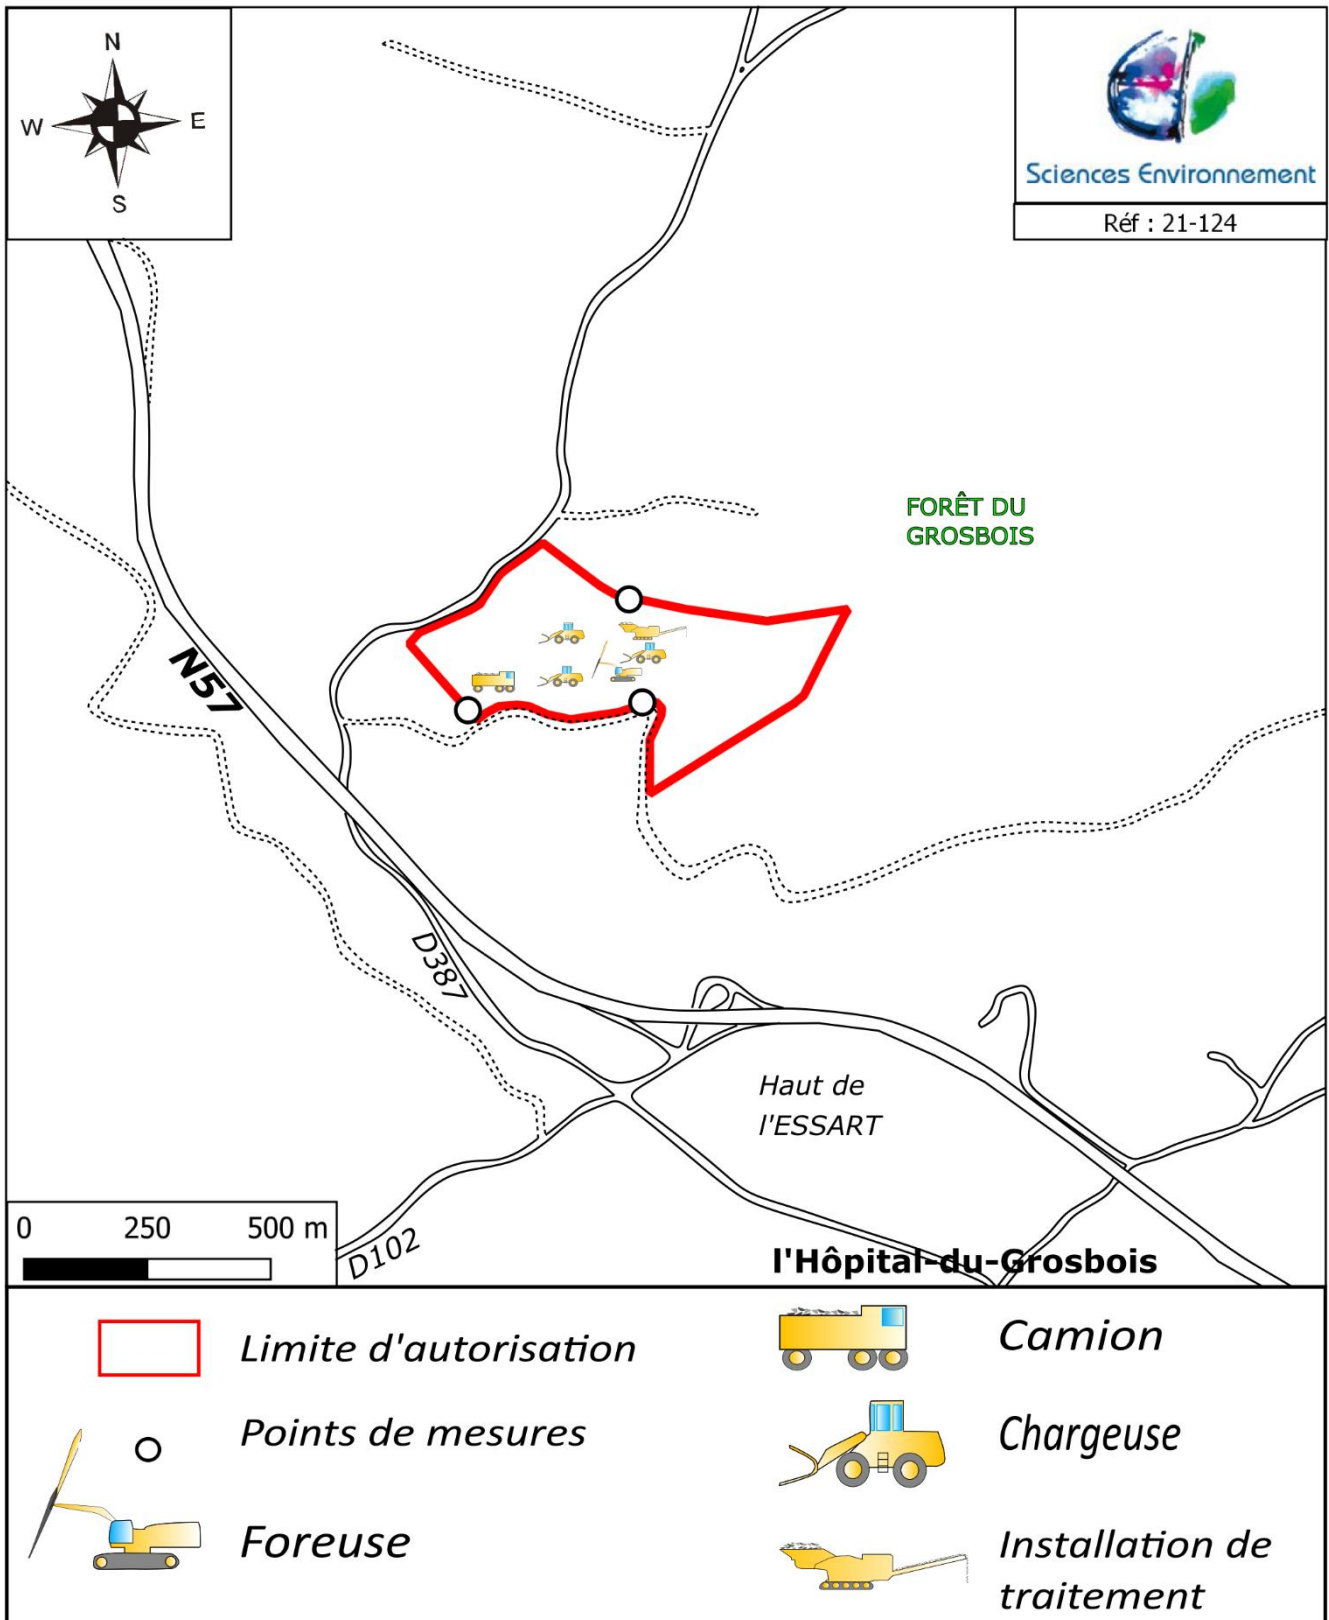 N
W
E
S
Sciences Environnement
Réf : 21-124
FORÊT DU
GROSBOIS
N57
D387
Haut de
l'ESSART
0 250 500 m
D102
l'Hôpital-du-Grosbois
Limite d'autorisation
Points de mesures
Foreuse
Camion
Chargeuse
Installation de
traitement